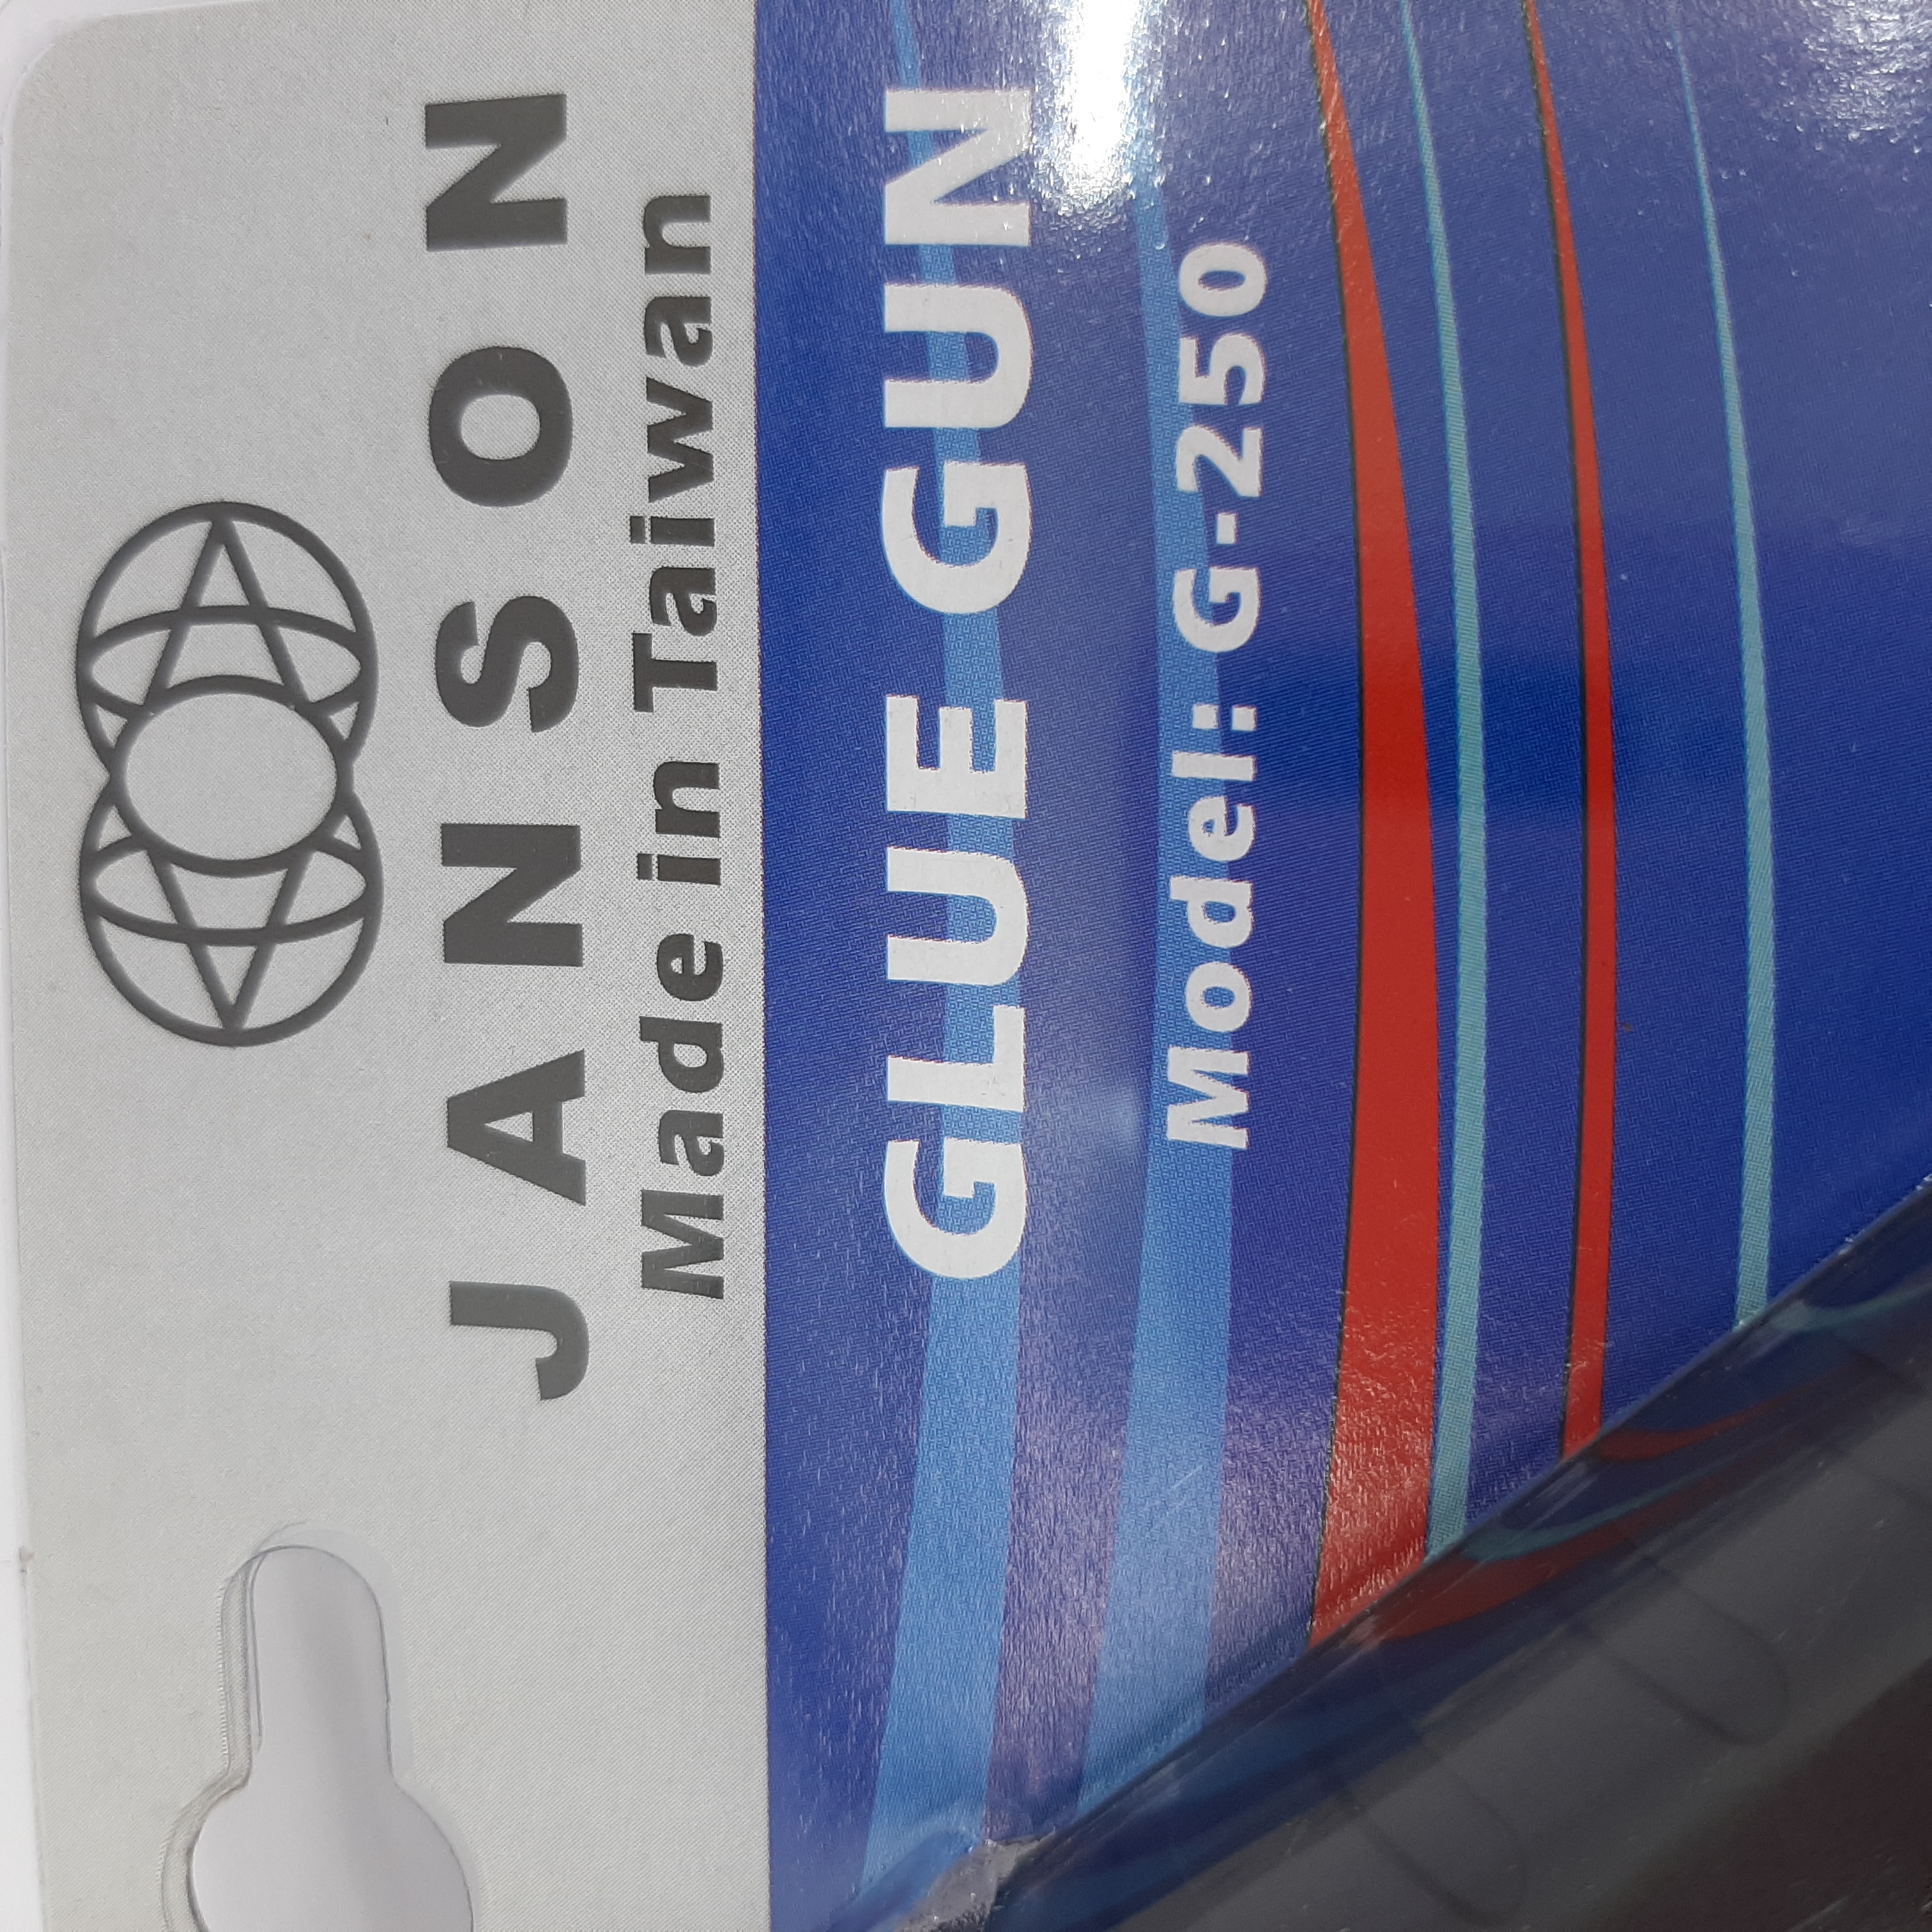 JANSON
Made in Taiwan
GLUE GUN
Model: G-250